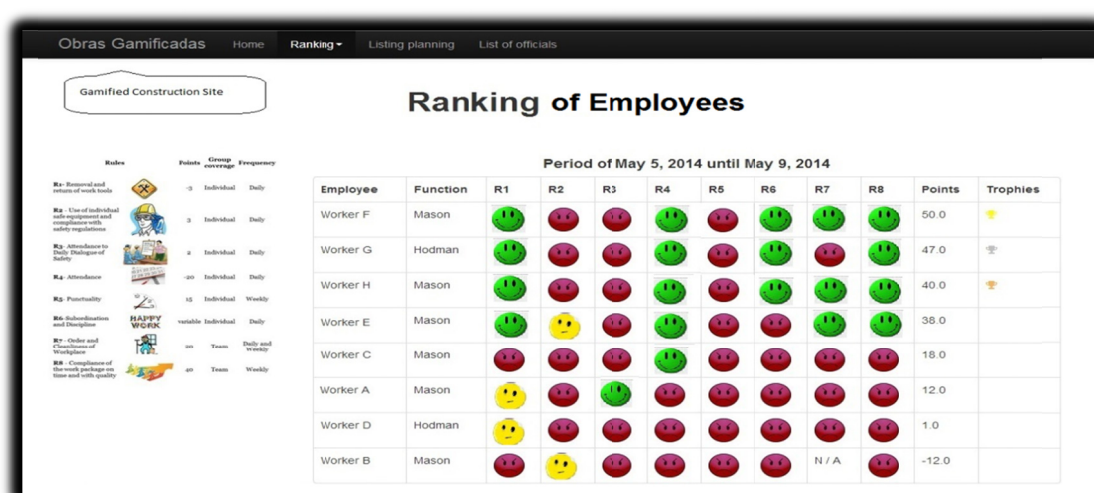 Obras Gamificadas Home Ranking Listing planning List of officials
Gamified Construction Site
Ranking of Employees
Rules Points Group coverage Frequency
R1- Removal and return of work tools -5 Individual Daily
R2 - Use of individual safe equipment and compliance with safety regulations 3 Individual Daily
R3- Attendance to Daily Dialogue of Safety 2 Individual Daily
R4- Attendance -20 Individual Daily
R5- Punctuality 15 Individual Weekly
R6- Subordination and Discipline HAPPY WORK variable Individual Daily
R7 - Order and Cleanliness of Workplace Team Daily and weekly
R8 - Compliance of the work package on time and with quality 40 Team Weekly
Period of May 5, 2014 until May 9, 2014
Employee Function R1 R2 R3 R4 R5 R6 R7 R8 Points Trophies
Worker F Mason 50.0
Worker G Hodman 47.0
Worker H Mason 40.0
Worker E Mason 38.0
Worker C Mason 18.0
Worker A Mason 12.0
Worker D Hodman 1.0
Worker B Mason N / A -12.0